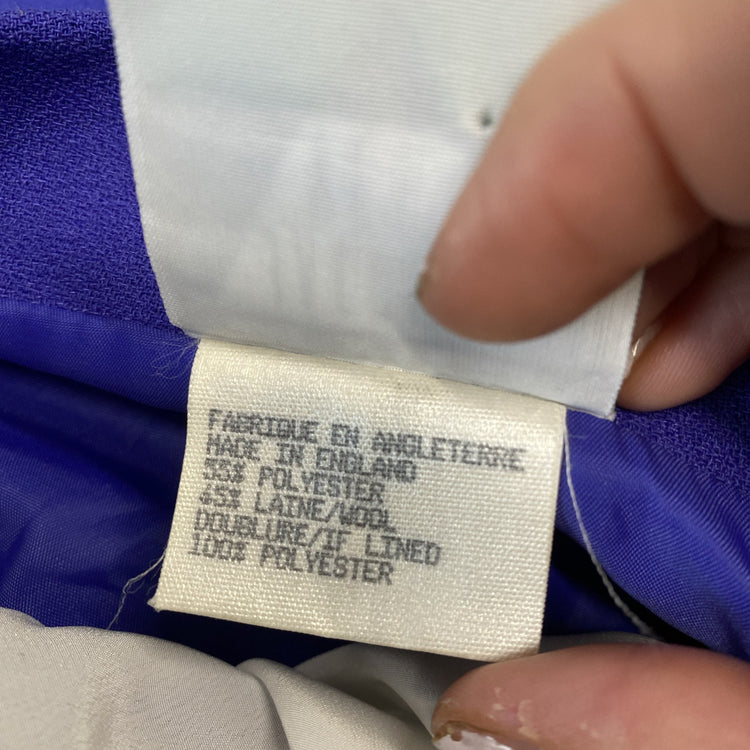 FABRIQUE EN ANGLETERRE
MADE IN ENGLAND
55% POLYESTER
45% LAINE/WOOL
DOUBLURE/IF LINED
100% POLYESTER